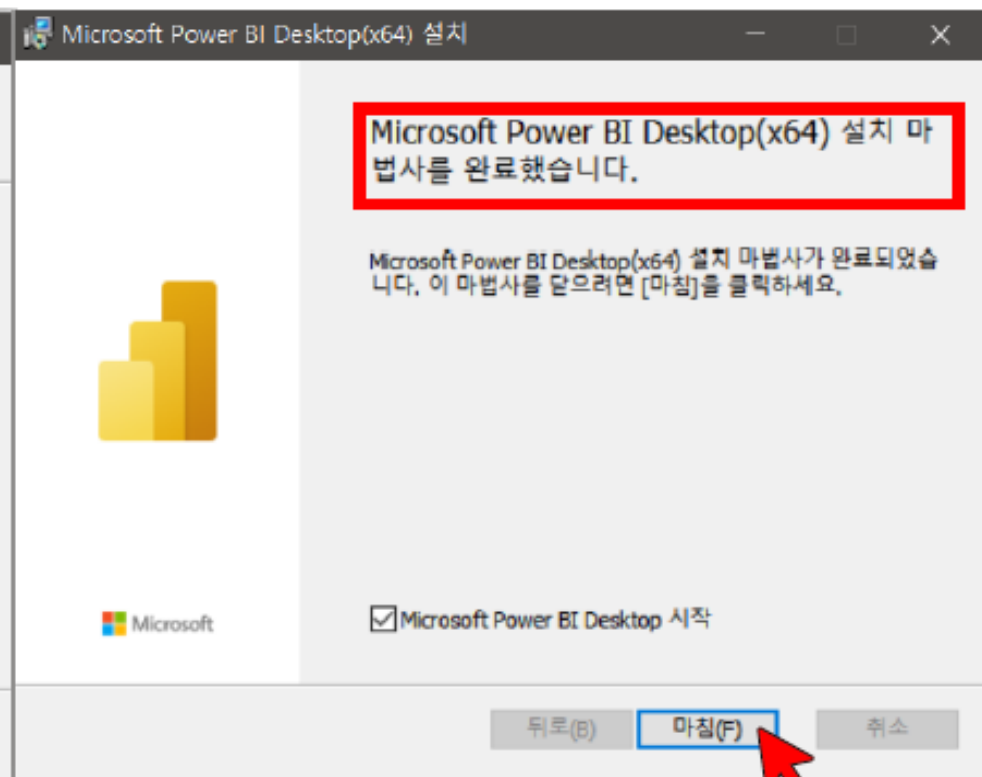 Microsoft Power BI Desktop(x64) 설치
Microsoft Power BI Desktop(x64) 설치 마
법사를 완료했습니다.
Microsoft Power BI Desktop(x64) 설치 마법사가 완료되었습
니다. 이 마법사를 닫으려면 [마침]을 클릭하세요.
Microsoft
Microsoft Power BI Desktop 시작
뒤로(B) 마침(F) 취소